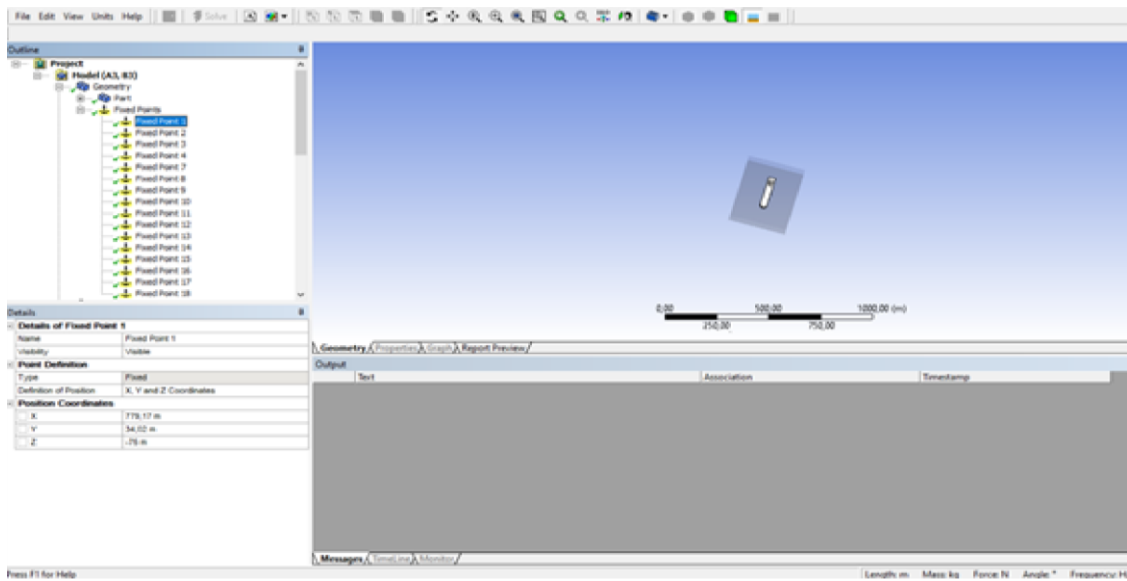 File Edit View Units Help Solve
Outline
Project
Model (A3, B3)
Geometry
Part
Fixed Points
Fixed Point 1
Fixed Point 2
Fixed Point 3
Fixed Point 4
Fixed Point 7
Fixed Point 8
Fixed Point 9
Fixed Point 10
Fixed Point 11
Fixed Point 12
Fixed Point 13
Fixed Point 14
Fixed Point 15
Fixed Point 16
Fixed Point 17
Fixed Point 18
0,00 500,00 1000,00 (m)
250,00 750,00
Geometry Properties Graph Report Preview
Details
Details of Fixed Point 1
Name Fixed Point 1
Visibility Visible
Point Definition
Type Fixed
Definition of Position X, Y and Z Coordinates
Position Coordinates
X 779,17 m
Y 34,02 m
Z -76 m
Output
Text Association Timestamp
Messages TimeLine Monitor
Press F1 for Help Length: m Mass: kg Force: N Angle: ° Frequency: H